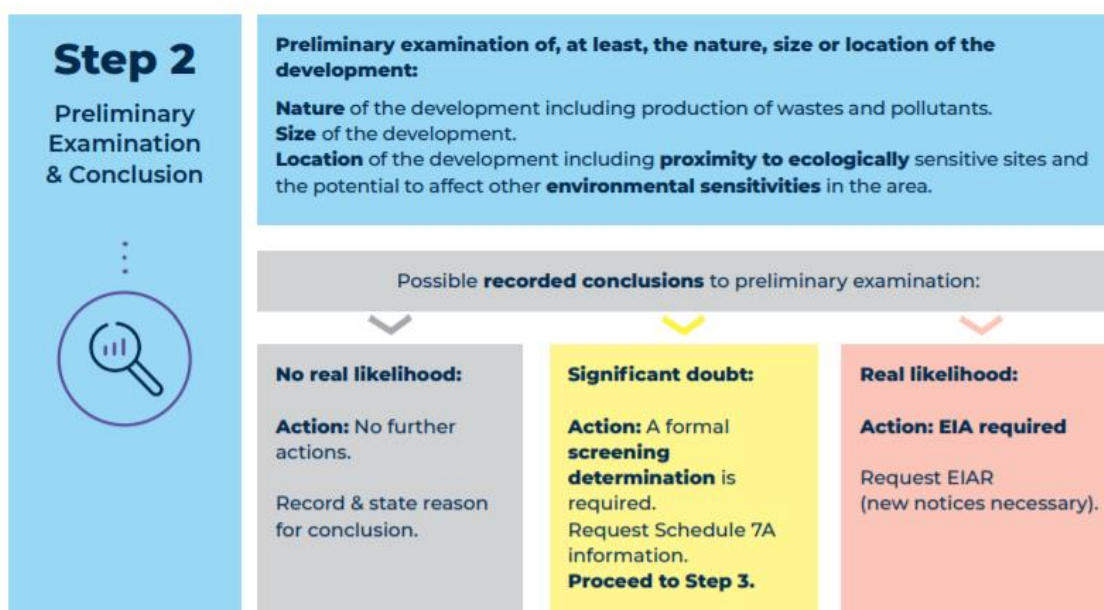 Step 2
Preliminary
Examination
& Conclusion
Preliminary examination of, at least, the nature, size or location of the
development:
Nature of the development including production of wastes and pollutants.
Size of the development.
Location of the development including proximity to ecologically sensitive sites and
the potential to affect other environmental sensitivities in the area.
Possible recorded conclusions to preliminary examination:
No real likelihood:
Action: No further
actions.
Record & state reason
for conclusion.
Significant doubt:
Action: A formal
screening
determination is
required.
Request Schedule 7A
information.
Proceed to Step 3.
Real likelihood:
Action: EIA required
Request EIAR
(new notices necessary).